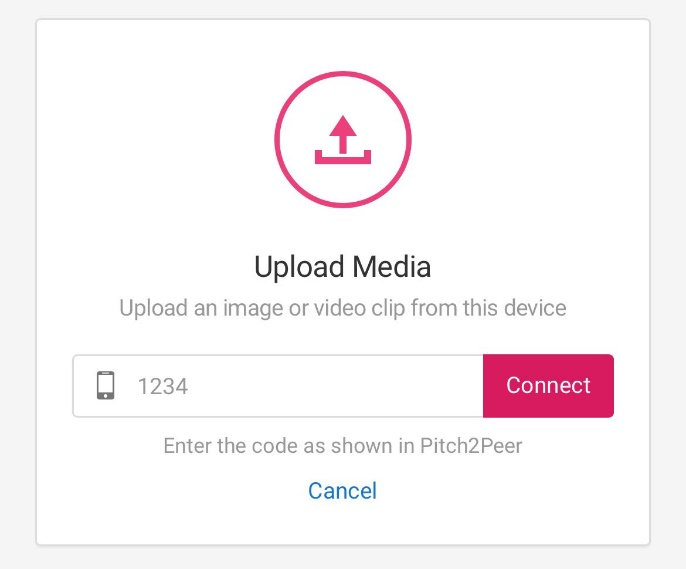 Upload Media
Upload an image or video clip from this device
1234
Connect
Enter the code as shown in Pitch2Peer
Cancel